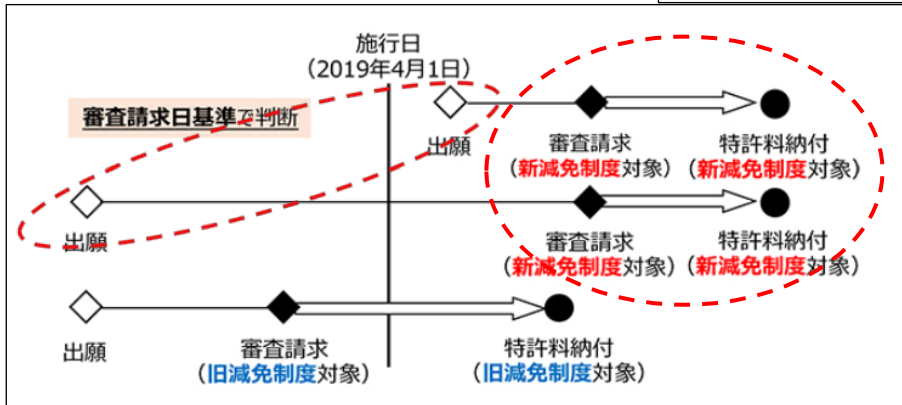 施行日
（2019年4月1日）
審査請求日基準で判断
出願
審査請求
（新減免制度対象）
特許料納付
（新減免制度対象）
出願
審査請求
（新減免制度対象）
特許料納付
（新減免制度対象）
出願
審査請求
（旧減免制度対象）
特許料納付
（旧減免制度対象）